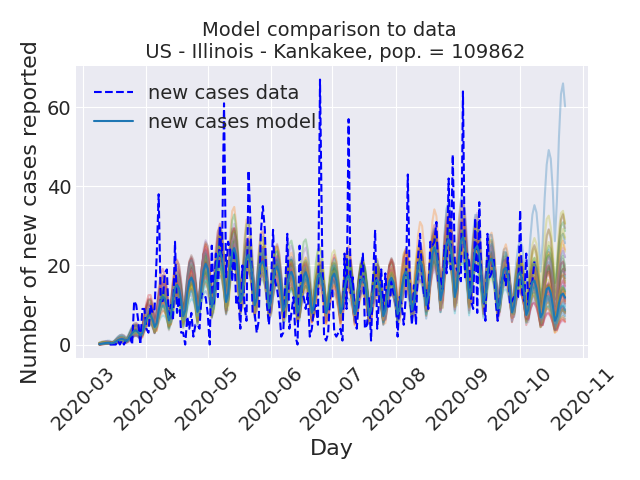 Model comparison to data
US - Illinois - Kankakee, pop. = 109862
Number of new cases reported
60
40
20
0
new cases data
new cases model
2020-03
2020-04
2020-05
2020-06
2020-07
2020-08
2020-09
2020-10
2020-11
Day